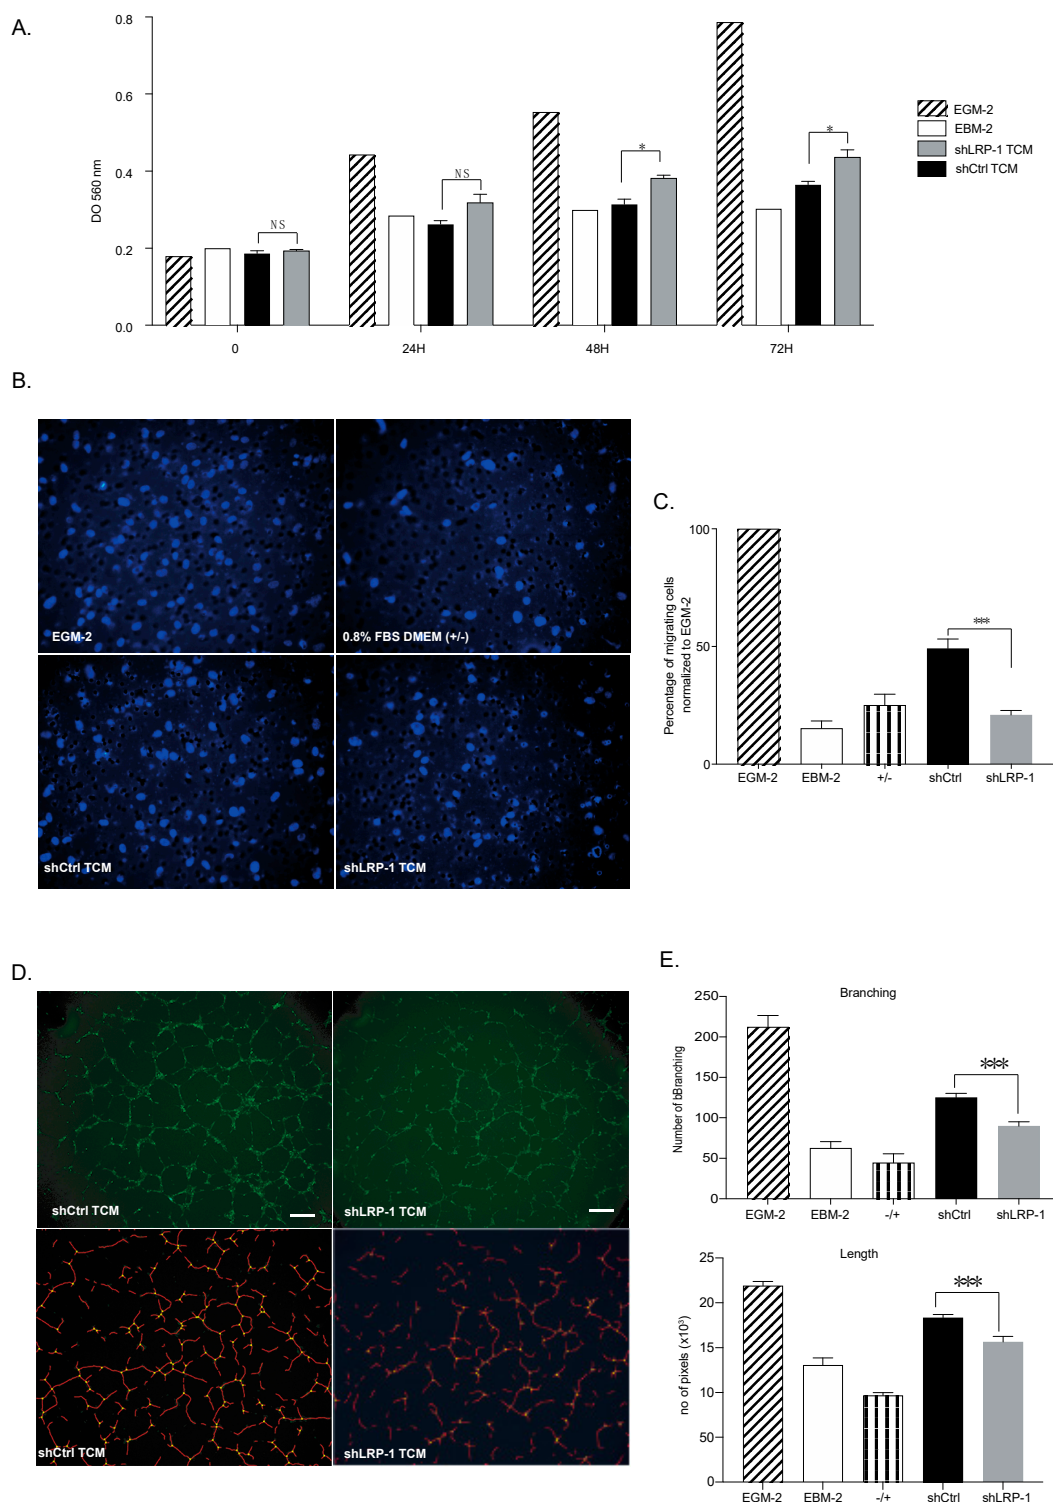 A.
0.8
0.6
0.4
0.2
0.0
DO 560 nm
NS
NS
*
*
0
24H
48H
72H
EGM-2
EBM-2
shLRP-1 TCM
shCtrl TCM
B.
EGM-2
0.8% FBS DMEM (+/-)
shCtrl TCM
shLRP-1 TCM
C.
100
50
0
Percentage of migrating cells
normalized to EGM-2
***
EGM-2
EBM-2
+/-
shCtrl
shLRP-1
D.
shCtrl TCM
shLRP-1 TCM
shCtrl TCM
shLRP-1 TCM
E.
Branching
250
200
150
100
50
0
Number of bBranching
***
EGM-2
EBM-2
-/+
shCtrl
shLRP-1
Length
25
20
15
10
50
0
no of pixels (x10³)
***
EGM-2
EBM-2
-/+
shCtrl
shLRP-1